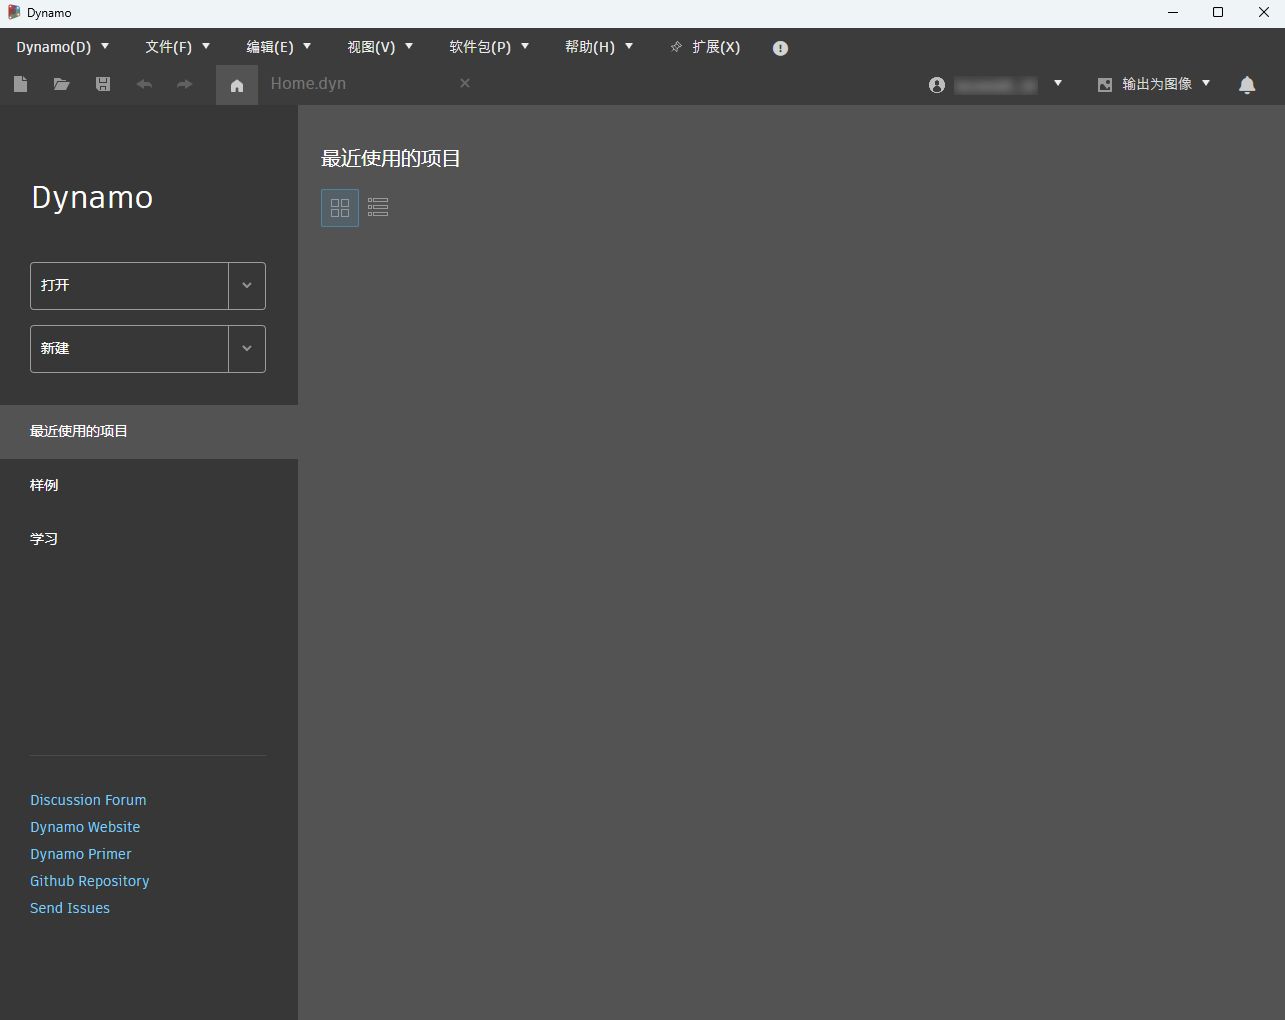 Dynamo
Dynamo(D) 文件(F) 编辑(E) 视图(V) 软件包(P) 帮助(H) 扩展(X)
Home.dyn 输出为图像
最近使用的项目
Dynamo
打开
新建
最近使用的项目
样例
学习
Discussion Forum
Dynamo Website
Dynamo Primer
Github Repository
Send Issues